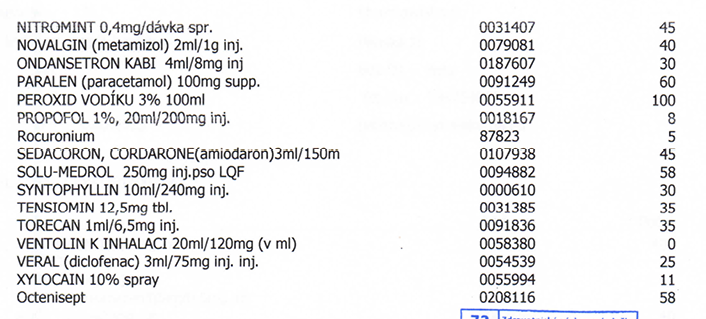 NITROMINT 0,4mg/dávka spr. 0031407 45
NOVALGIN (metamizol) 2ml/1g inj. 0079081 40
ONDANSETRON KABI 4ml/8mg inj 0187607 30
PARALEN (paracetamol) 100mg supp. 0091249 60
PEROXID VODÍKU 3% 100ml 0055911 100
PROPOFOL 1%, 20ml/200mg inj. 0018167 8
Rocuronium 87823 5
SEDACORON, CORDARONE(amiodaron)3ml/150m 0107938 45
SOLU-MEDROL 250mg inj.pso LQF 0094882 58
SYNTOPHYLLIN 10ml/240mg inj. 0000610 30
TENSIOMIN 12,5mg tbl. 0031385 35
TORECAN 1ml/6,5mg inj. 0091836 35
VENTOLIN K INHALACI 20ml/120mg (v ml) 0058380 0
VERAL (diclofenac) 3ml/75mg inj. inj. 0054539 25
XYLOCAIN 10% spray 0055994 11
Octenisept 0208116 58